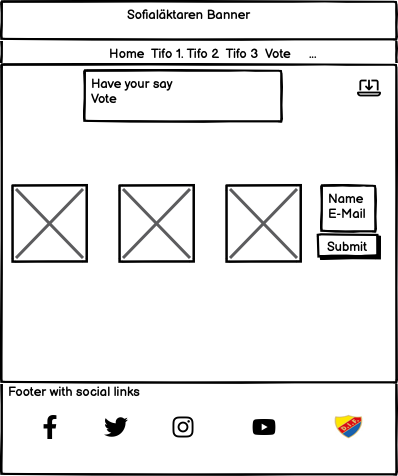 Sofialäktaren Banner
Home Tifo 1. Tifo 2 Tifo 3 Vote ...
Have your say
Vote
Name
E-Mail
Submit
Footer with social links
D.I.F.